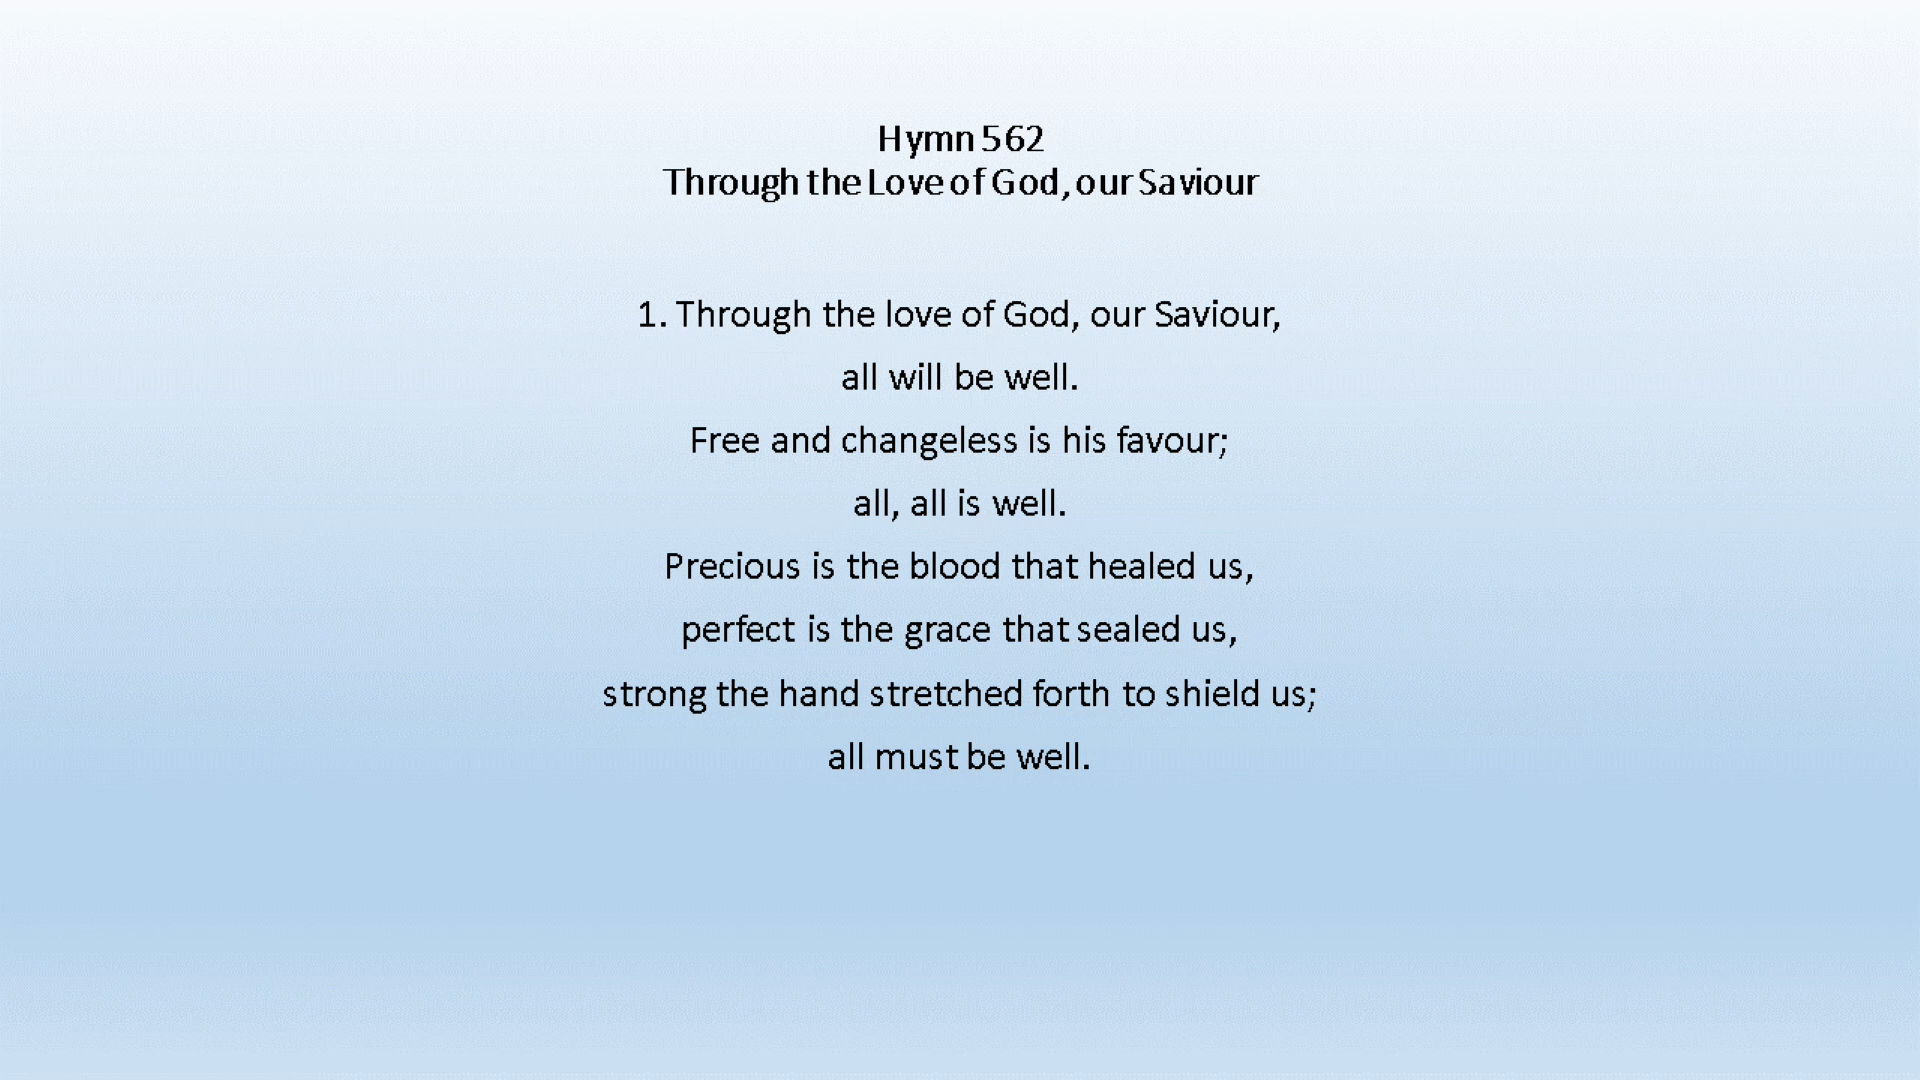 Hymn 562
Through the Love of God, our Saviour
1. Through the love of God, our Saviour,
all will be well.
Free and changeless is his favour;
all, all is well.
Precious is the blood that healed us,
perfect is the grace that sealed us,
strong the hand stretched forth to shield us;
all must be well.